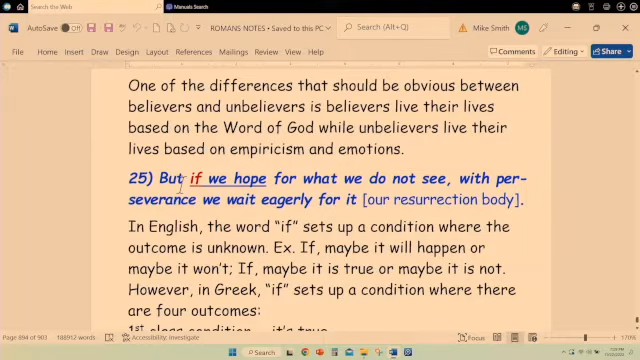 Search the Web
Manuals Search
AutoSave Off
ROMANS-NOTES • Saved to this PC
Search (Alt+Q)
Mike Smith MS
File Home Insert Draw Design Layout References Mailings Review View Help
Comments Editing Share
One of the differences that should be obvious between
believers and unbelievers is believers live their lives
based on the Word of God while unbelievers live their
lives based on empiricism and emotions.
25) But if we hope for what we do not see, with per-
severance we wait eagerly for it [our resurrection body].
In English, the word “if” sets up a condition where the
outcome is unknown. Ex. If, maybe it will happen or
maybe it won’t; If, maybe it is true or maybe it is not.
However, in Greek, “if” sets up a condition where there
are four outcomes:
1st class condition
it’s true
Page 694 of 903 188912 words Accessibility: Investigate Focus 170%
Search